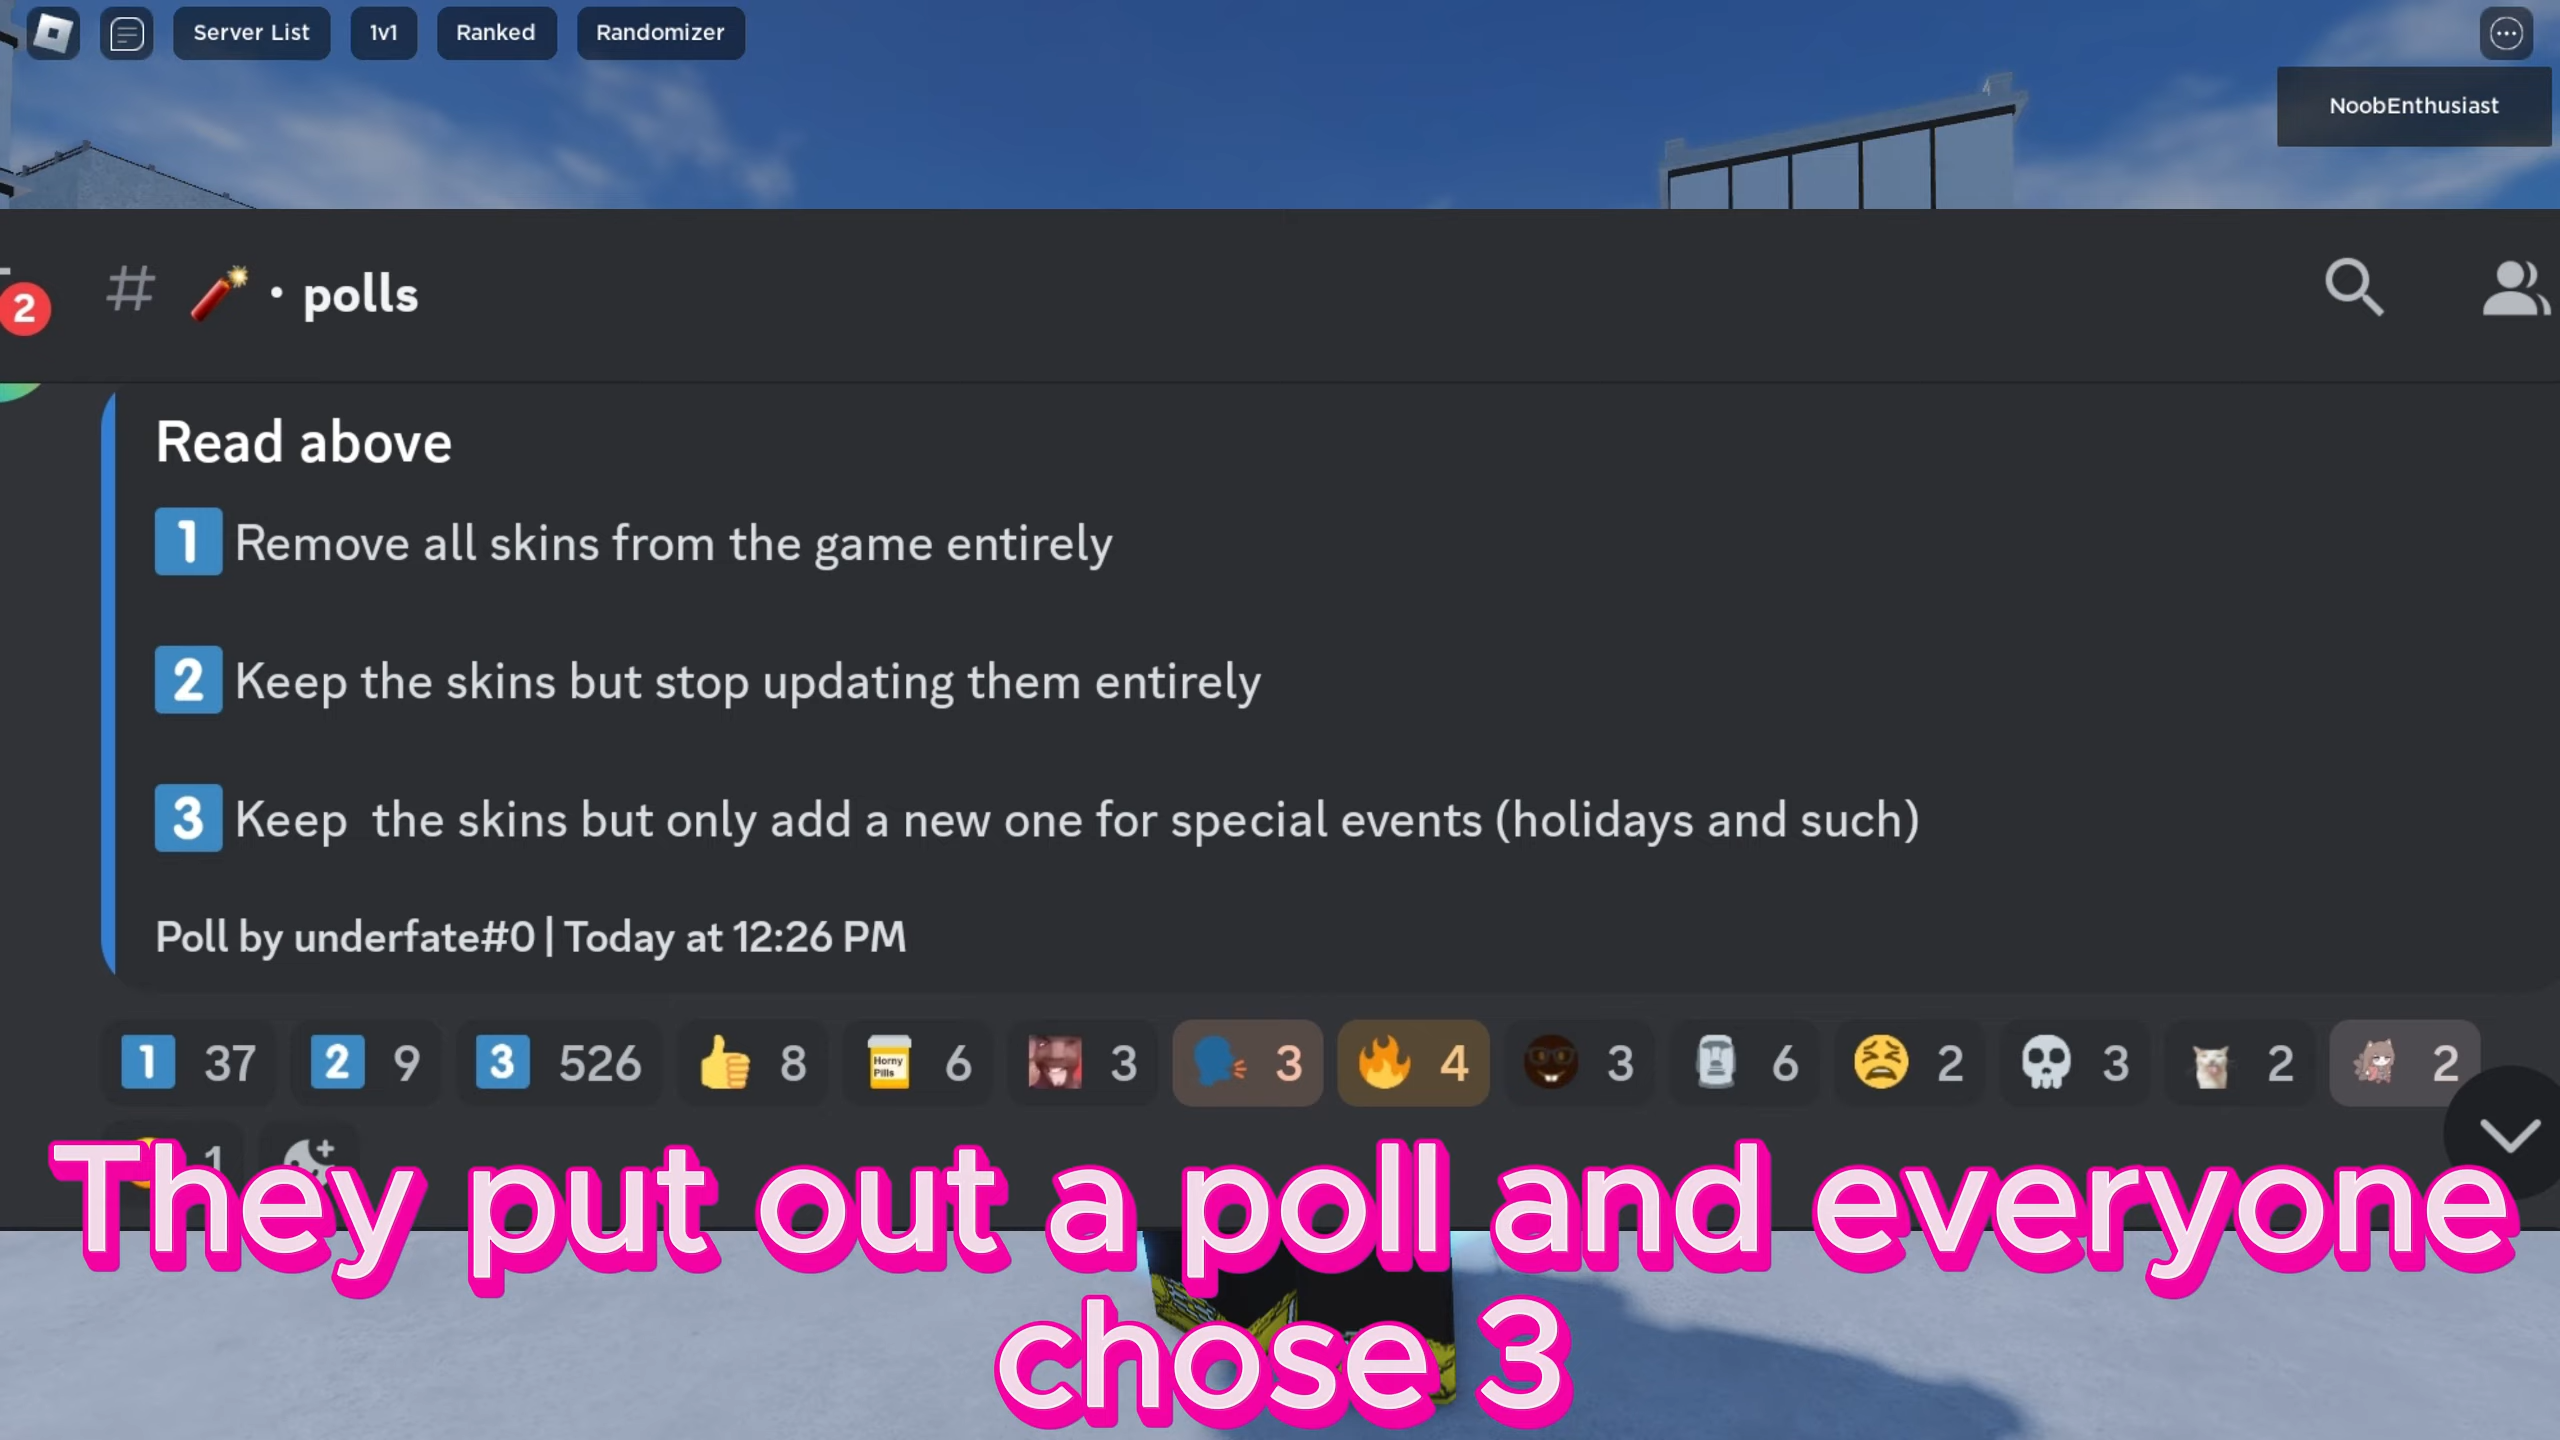 Server List 1v1 Ranked Randomizer
NoobEnthusiast
2 # • polls
Read above
1 Remove all skins from the game entirely
2 Keep the skins but stop updating them entirely
3 Keep  the skins but only add a new one for special events (holidays and such)
Poll by underfate#0 | Today at 12:26 PM
1 37 2 9 3 526 8 Horny Pills 6 3 3 4 3 6 2 3 2 2
1
They put out a poll and everyone
chose 3